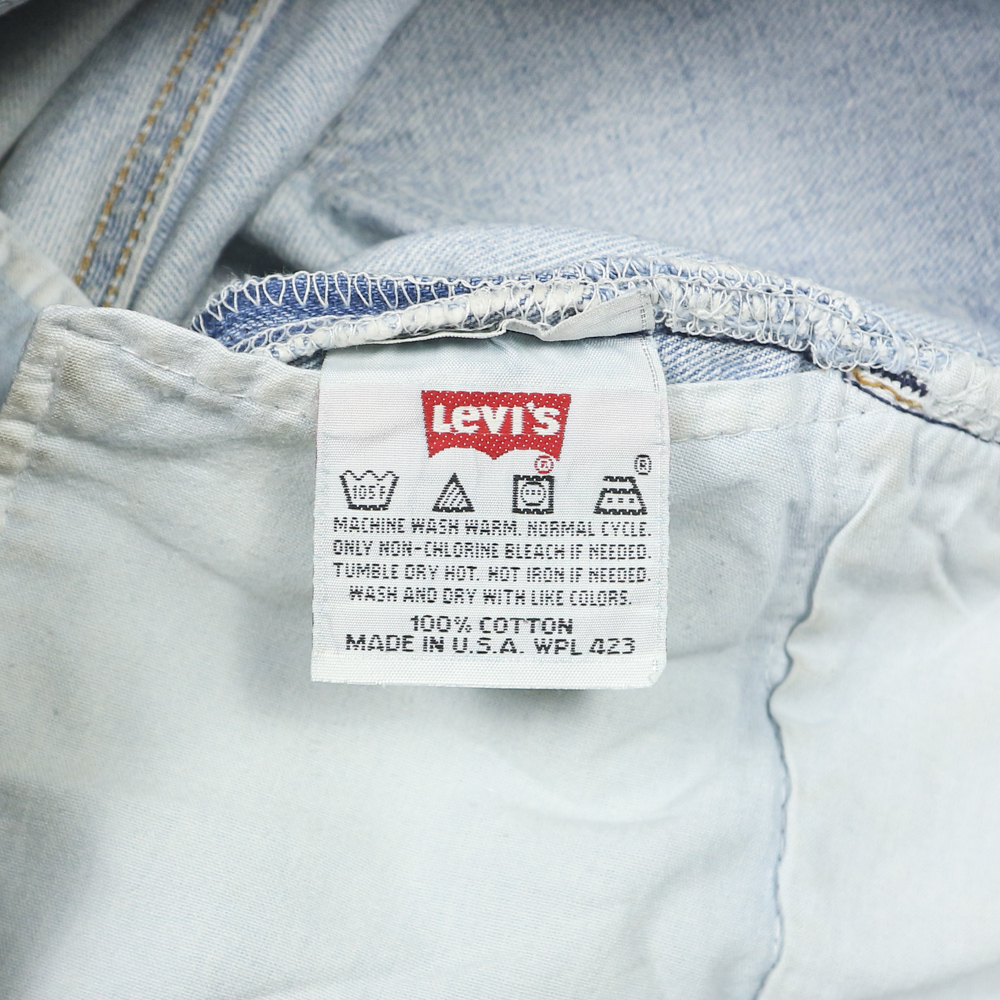 Levi's
®
®
105°F
MACHINE WASH WARM. NORMAL CYCLE.
ONLY NON-CHLORINE BLEACH IF NEEDED.
TUMBLE DRY HOT. HOT IRON IF NEEDED.
WASH AND DRY WITH LIKE COLORS.
100% COTTON
MADE IN U.S.A. WPL 423